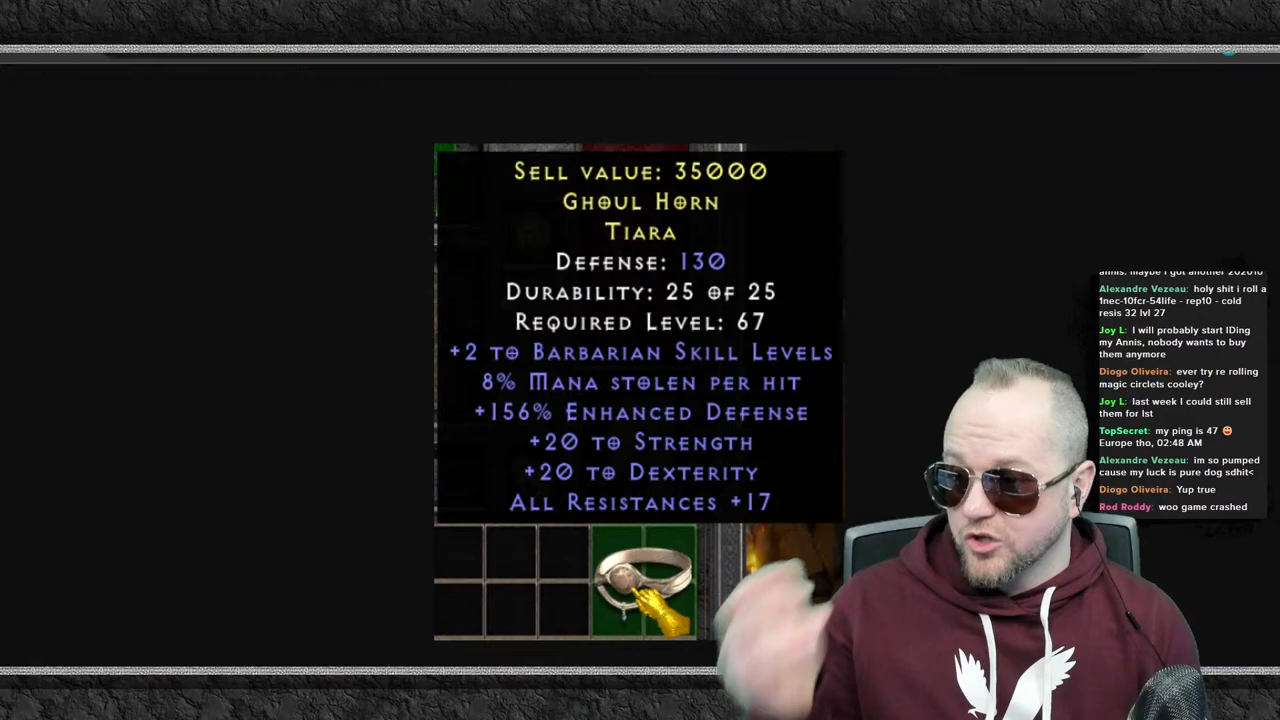 Sell value: 35000
Ghoul Horn
Tiara
Defense: 130
Durability: 25 of 25
Required Level: 67
+2 to Barbarian Skill Levels
8% Mana stolen per hit
+156% Enhanced Defense
+20 to Strength
+20 to Dexterity
All Resistances +17
Alexandre Vezeau: holy shit i roll a
1nec-10fcr-54life - rep10 - cold
resis 32 lvl 27
Joy L: I will probably start IDing
my Annis, nobody wants to buy
them anymore
Diogo Oliveira: ever try re rolling
magic circlets cooley?
Joy L: last week I could still sell
them for Ist
TopSecret: my ping is 47
Europe tho, 02:48 AM
Alexandre Vezeau: im so pumped
cause my luck is pure dog sdhit<
Diogo Oliveira: Yup true
Rod Roddy: woo game crashed